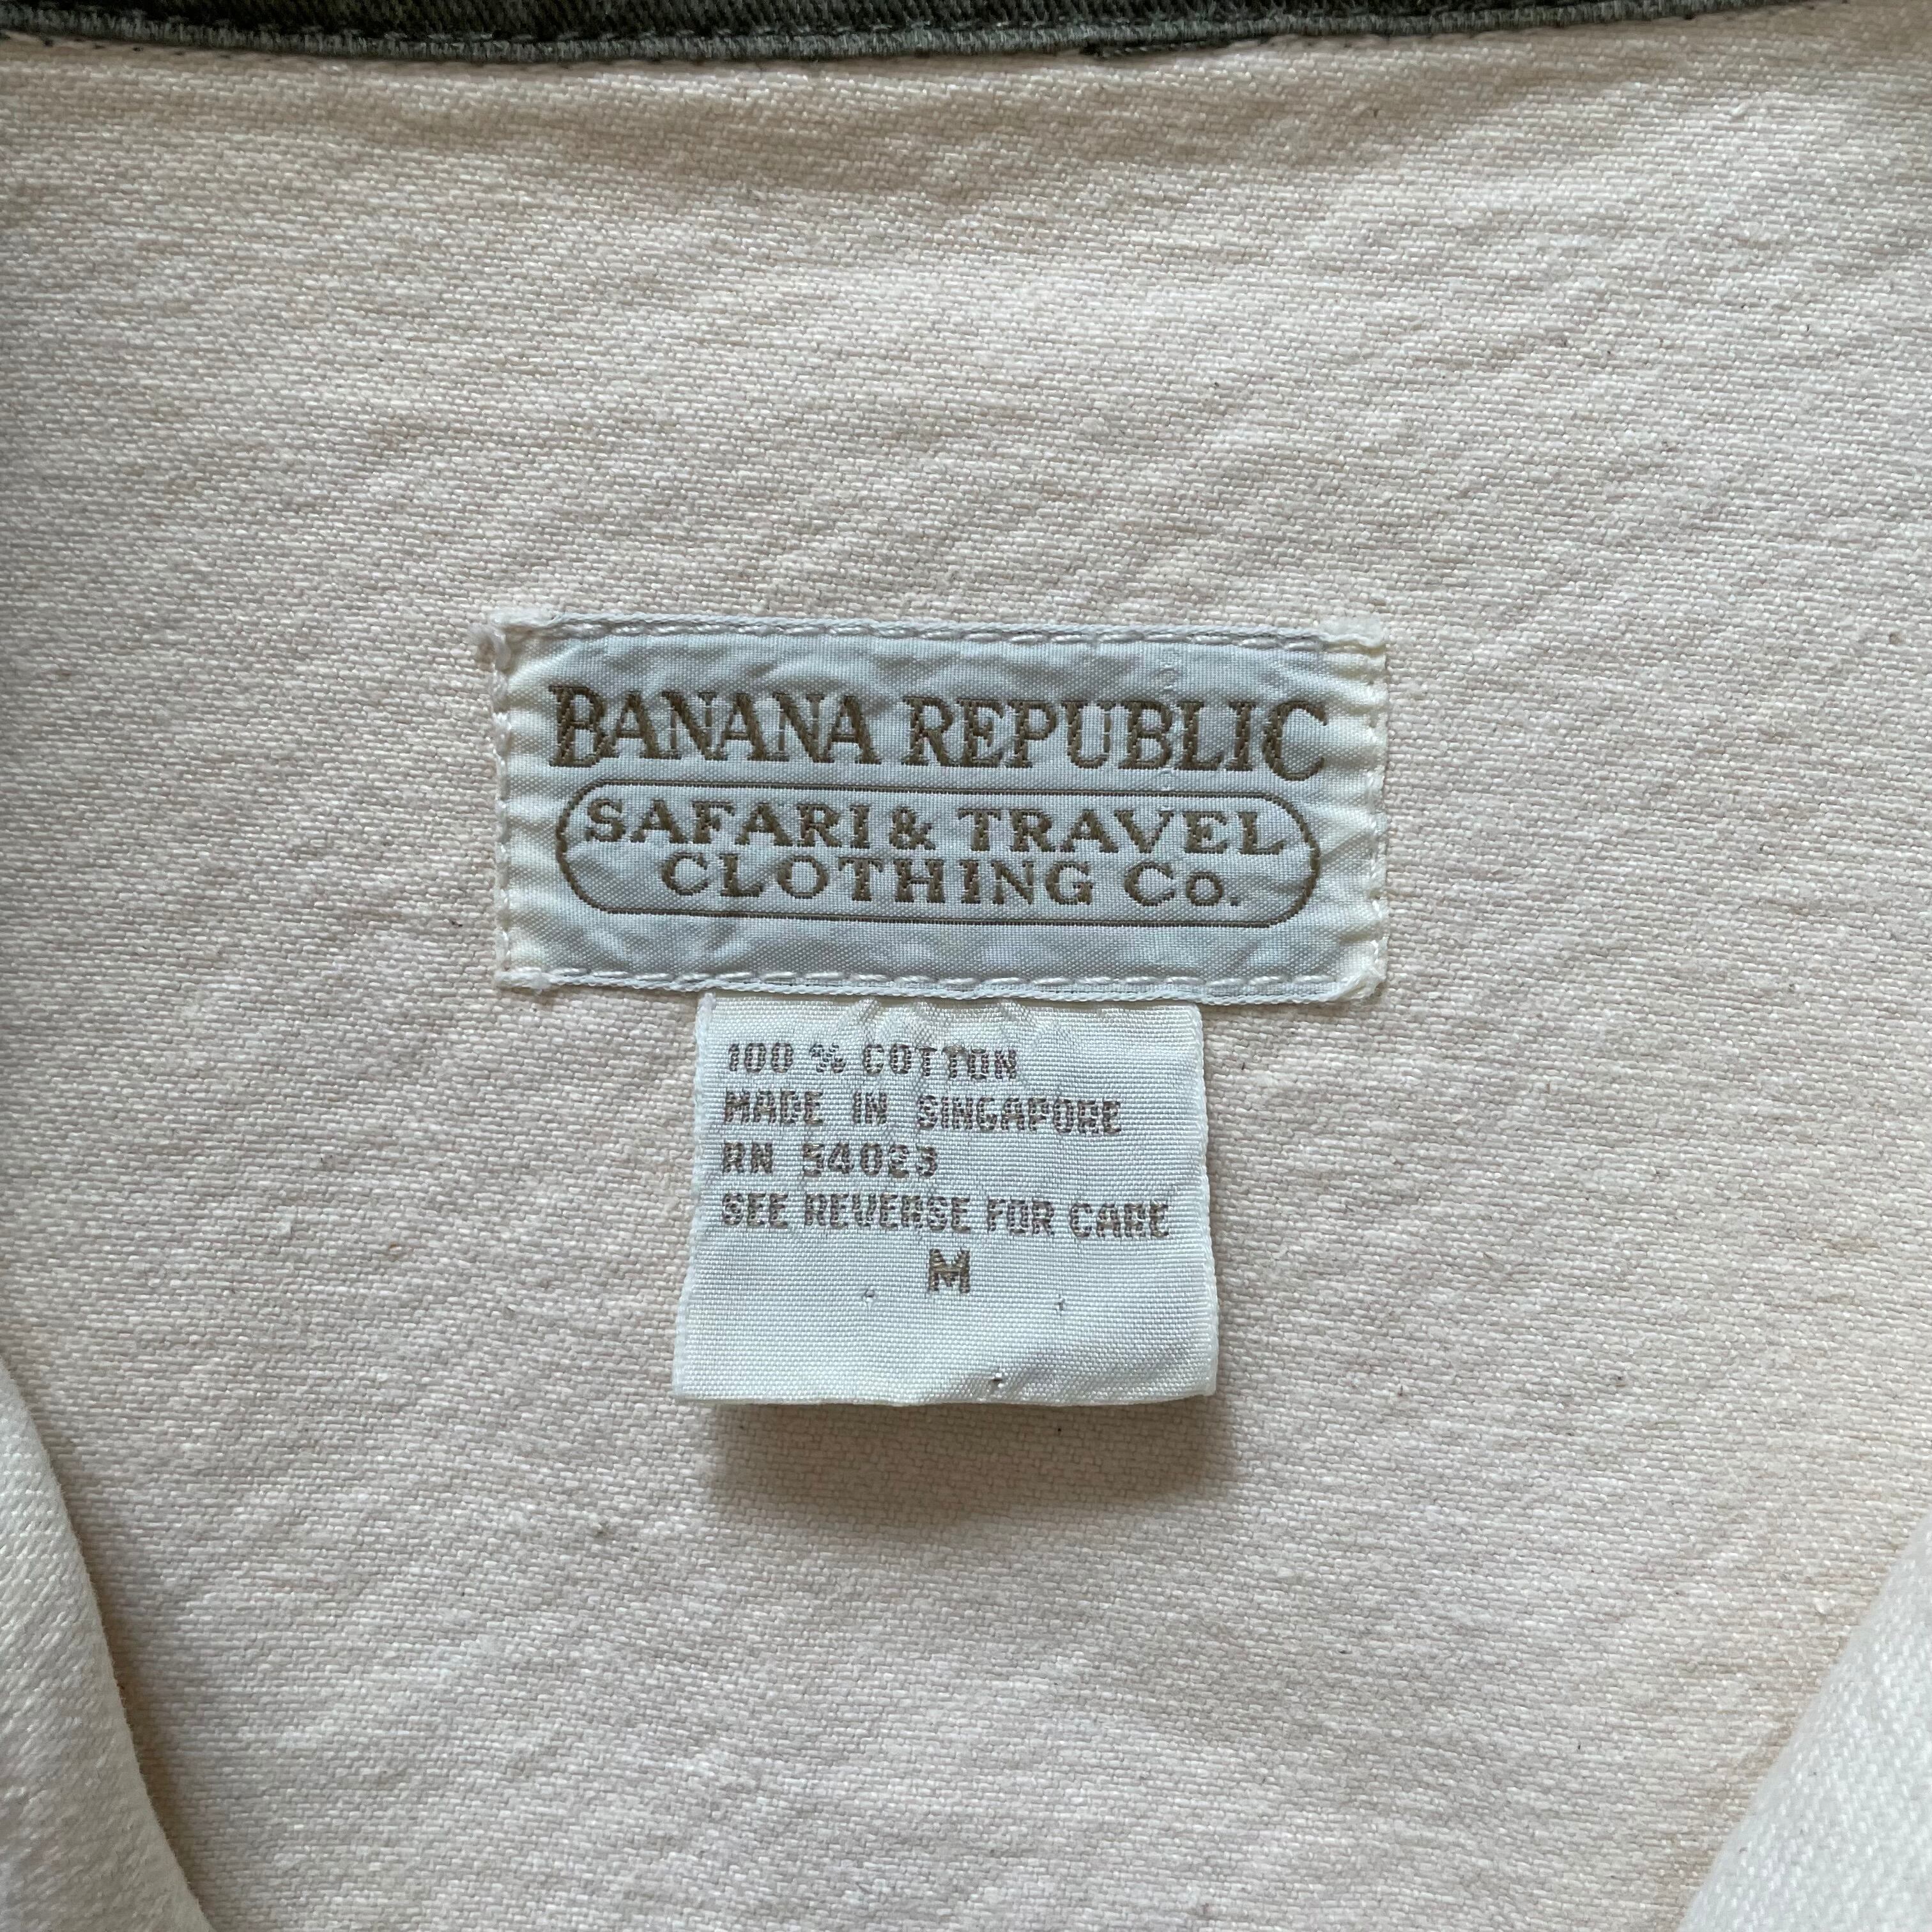 BANANA REPUBLIC
SAFARI & TRAVEL
CLOTHING Co.
100 % COTTON
MADE IN SINGAPORE
RN 54023
SEE REVERSE FOR CARE
M